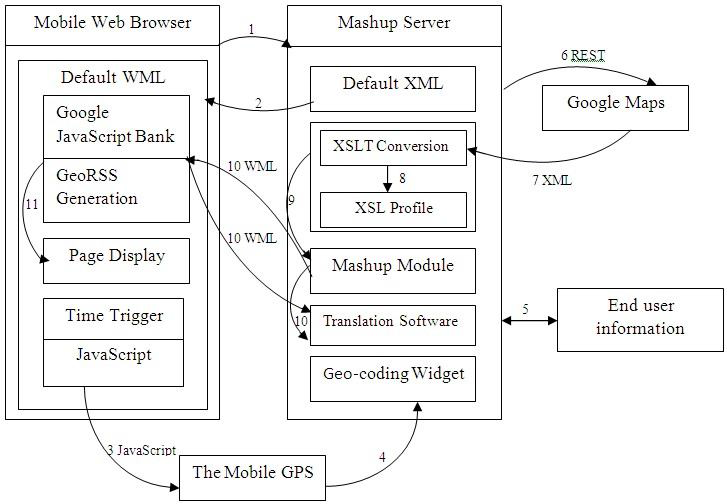 Mobile Web Browser
Mashup Server
1
6 REST
Default WML
Default XML
Google Maps
2
Google
JavaScript Bank
XSLT Conversion
10 WML
7 XML
8
GeoRSS
Generation
11
9
XSL Profile
10 WML
Page Display
Mashup Module
Time Trigger
10
Translation Software
5
End user
information
JavaScript
Geo-coding Widget
3 JavaScript
4
The Mobile GPS